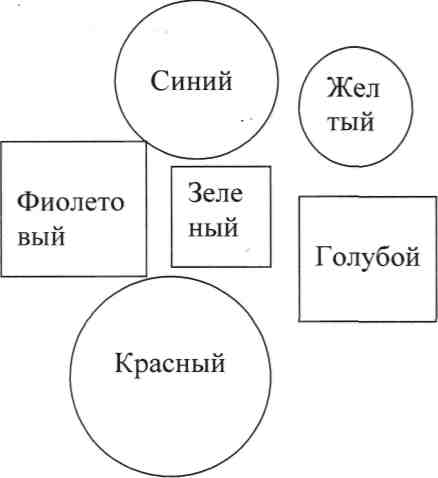 Синий
Жел
тый
Фиолето
вый
Зеле
ный
Голубой
Красный